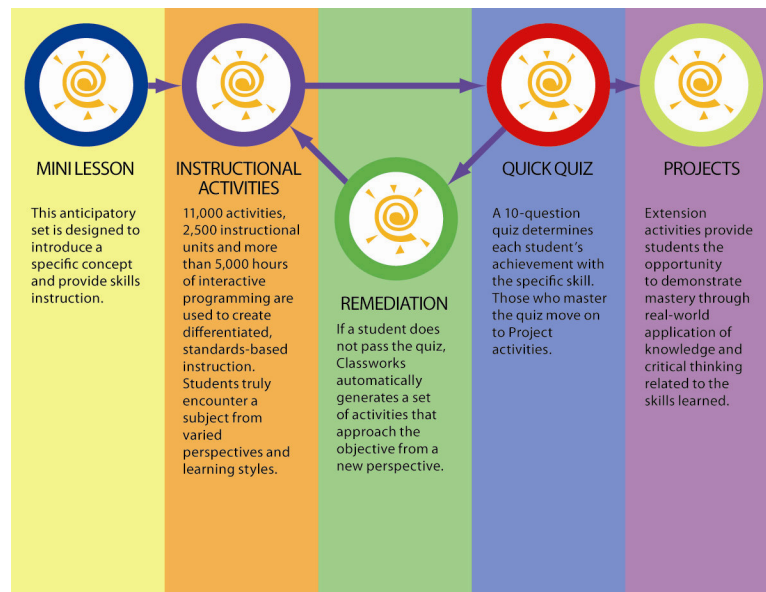 MINI LESSON
This anticipatory
set is designed to
introduce a
specific concept
and provide skills
instruction.
INSTRUCTIONAL
ACTIVITIES
11,000 activities,
2,500 instructional
units and more
than 5,000 hours
of interactive
programming are
used to create
differentiated,
standards-based
instruction.
Students truly
encounter a
subject from
varied
perspectives and
learning styles.
REMEDIATION
If a student does
not pass the quiz,
Classworks
automatically
generates a set
of activities that
approach the
objective from a
new perspective.
QUICK QUIZ
A 10-question
quiz determines
each student’s
achievement with
the specific skill.
Those who master
the quiz move on
to Project
activities.
PROJECTS
Extension
activities provide
students the
opportunity
to demonstrate
mastery through
real-world
application of
knowledge and
critical thinking
related to the
skills learned.